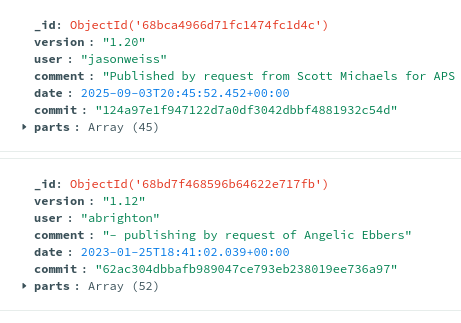 _id: ObjectId('68bca4966d71fc1474fc1d4c')
version : "1.20"
user : "jasonweiss"
comment : "Published by request from Scott Michaels for APS
date : 2025-09-03T20:45:52.452+00:00
commit : "124a97e1f947122d7a0df3042dbbf4881932c54d"
parts : Array (45)
_id: ObjectId('68bd7f468596b64622e717fb')
version : "1.12"
user : "abrighton"
comment : "– publishing by request of Angelic Ebbers"
date : 2023-01-25T18:41:02.039+00:00
commit : "62ac304dbbafb989047ce793eb238019ee736a97"
parts : Array (52)